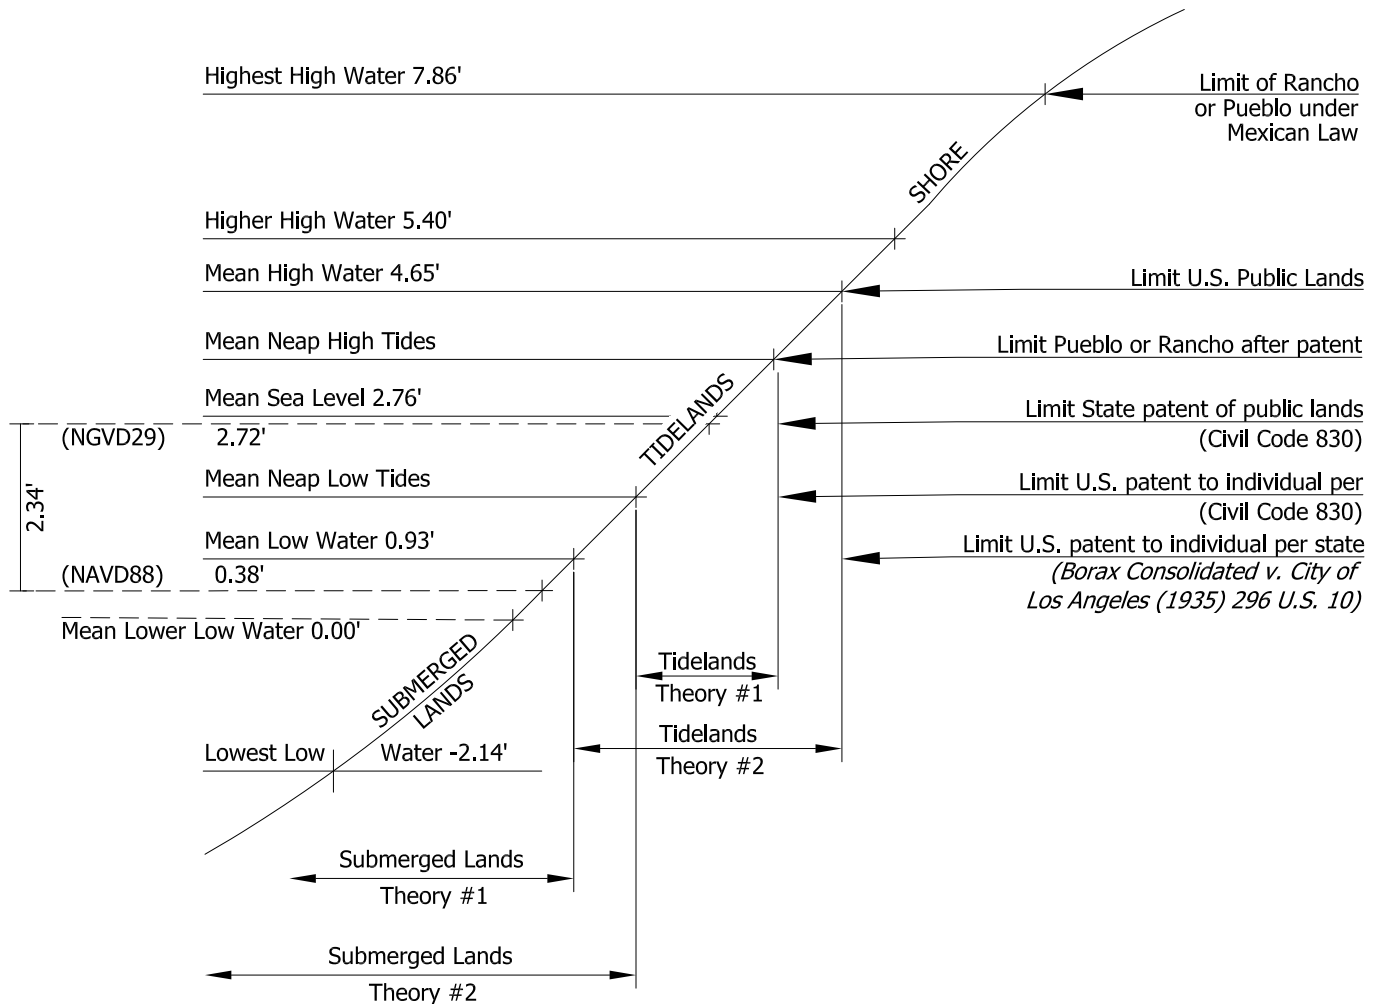 Highest High Water 7.86'
Limit of Rancho
or Pueblo under
Mexican Law
SHORE
Higher High Water 5.40'
Mean High Water 4.65'
Limit U.S. Public Lands
Mean Neap High Tides
Limit Pueblo or Rancho after patent
Mean Sea Level 2.76'
TIDELANDS
Limit State patent of public lands
(Civil Code 830)
(NGVD29) 2.72'
2.34'
Mean Neap Low Tides
Limit U.S. patent to individual per
(Civil Code 830)
Mean Low Water 0.93'
Limit U.S. patent to individual per state
(Borax Consolidated v. City of
Los Angeles (1935) 296 U.S. 10)
(NAVD88) 0.38'
Mean Lower Low Water 0.00'
SUBMERGED
LANDS
Tidelands
Theory #1
Tidelands
Theory #2
Lowest Low Water -2.14'
Submerged Lands
Theory #1
Submerged Lands
Theory #2